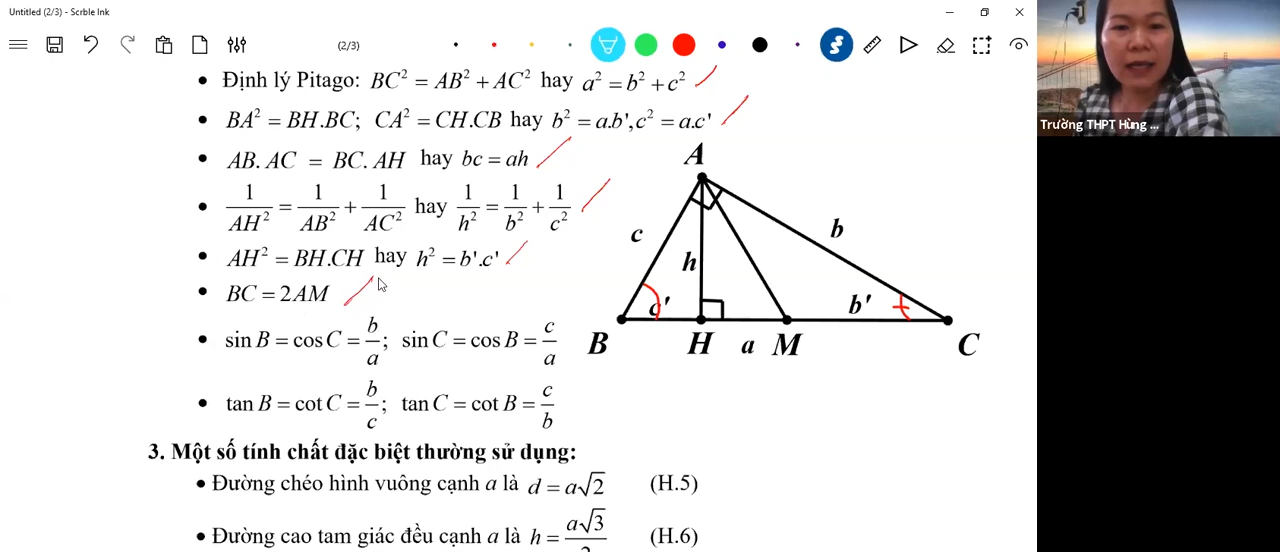 Untitled (2/3) - Scrble Ink
(2/3)
• Định lý Pitago: BC² = AB² + AC² hay a² = b² + c²
• BA² = BH.BC; CA² = CH.CB hay b² = a.b', c² = a.c'
• AB. AC = BC. AH hay bc = ah
• 1/AH² = 1/AB² + 1/AC² hay 1/h² = 1/b² + 1/c²
• AH² = BH.CH hay h² = b'.c'
• BC = 2AM
• sin B = cos C = b/a; sin C = cos B = c/a
• tan B = cot C = b/c; tan C = cot B = c/b
3. Một số tính chất đặc biệt thường sử dụng:
• Đường chéo hình vuông cạnh a là d = a√2 (H.5)
• Đường cao tam giác đều cạnh a là h = a√3/2 (H.6)
A
c
b
h
c'
b'
B
H
a
M
C
Trường THPT Hùng ...